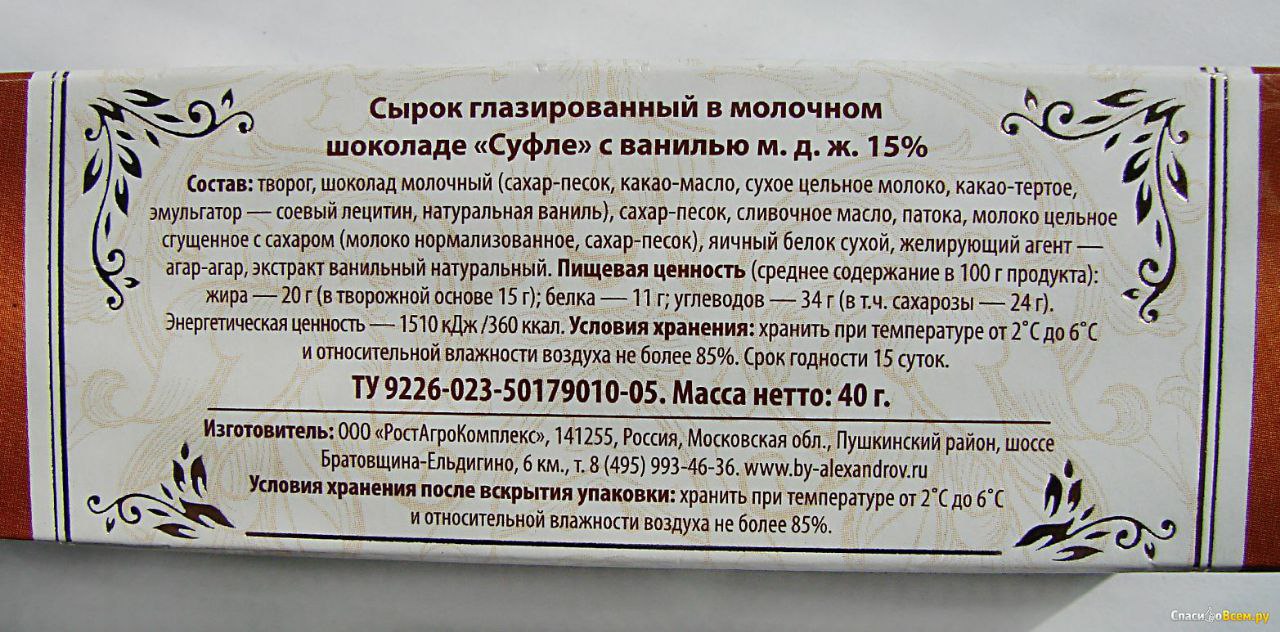 Сырок глазированный в молочном
шоколаде «Суфле» с ванилью м. д. ж. 15%
Состав: творог, шоколад молочный (сахар-песок, какао-масло, сухое цельное молоко, какао-тертое,
эмульгатор — соевый лецитин, натуральная ваниль), сахар-песок, сливочное масло, патока, молоко цельное
сгущенное с сахаром (молоко нормализованное, сахар-песок), яичный белок сухой, желирующий агент —
агар-агар, экстракт ванильный натуральный. Пищевая ценность (среднее содержание в 100 г продукта):
жира — 20 г (в творожной основе 15 г); белка — 11 г; углеводов — 34 г (в т.ч. сахарозы — 24 г).
Энергетическая ценность — 1510 кДж /360 ккал. Условия хранения: хранить при температуре от 2˚С до 6˚С
и относительной влажности воздуха не более 85%. Срок годности 15 суток.
ТУ 9226-023-50179010-05. Масса нетто: 40 г.
Изготовитель: ООО «РостАгроКомплекс», 141255, Россия, Московская обл., Пушкинский район, шоссе
Братовщина-Ельдигино, 6 км., т. 8 (495) 993-46-36. www.by-alexandrov.ru
Условия хранения после вскрытия упаковки: хранить при температуре от 2˚С до 6˚С
и относительной влажности воздуха не более 85%.
СпасибоВсем.ру